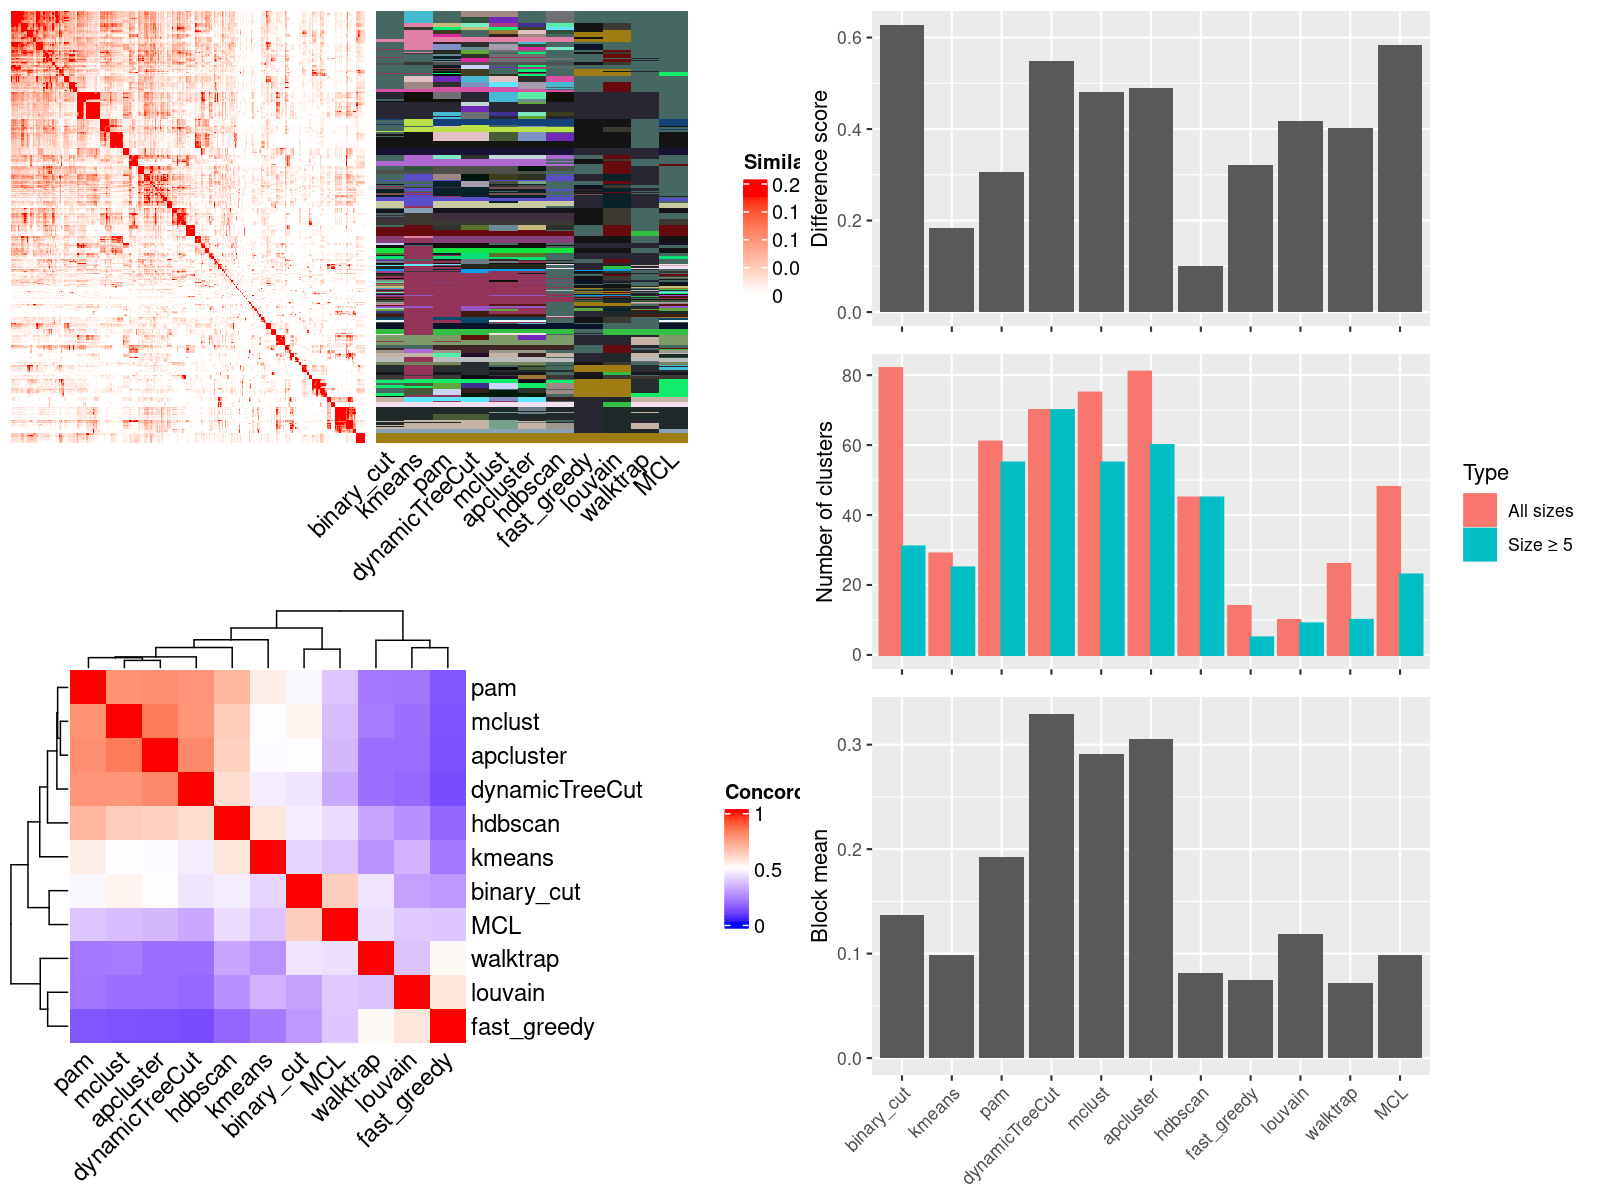 Simila
0.2
0.1
0.1
0.0
0
binary_cut
kmeans
pam
dynamicTreeCut
mclust
apcluster
hdbscan
fast_greedy
louvain
walktrap
MCL
pam
mclust
apcluster
dynamicTreeCut
hdbscan
kmeans
binary_cut
MCL
walktrap
louvain
fast_greedy
pam
mclust
apcluster
dynamicTreeCut
hdbscan
kmeans
binary_cut
MCL
walktrap
louvain
fast_greedy
Concord
1
0.5
0
Difference score
0.6
0.4
0.2
0.0
Number of clusters
80
60
40
20
0
Type
All sizes
Size ≥ 5
Block mean
0.3
0.2
0.1
0.0
binary_cut
kmeans
pam
dynamicTreeCut
mclust
apcluster
hdbscan
fast_greedy
louvain
walktrap
MCL